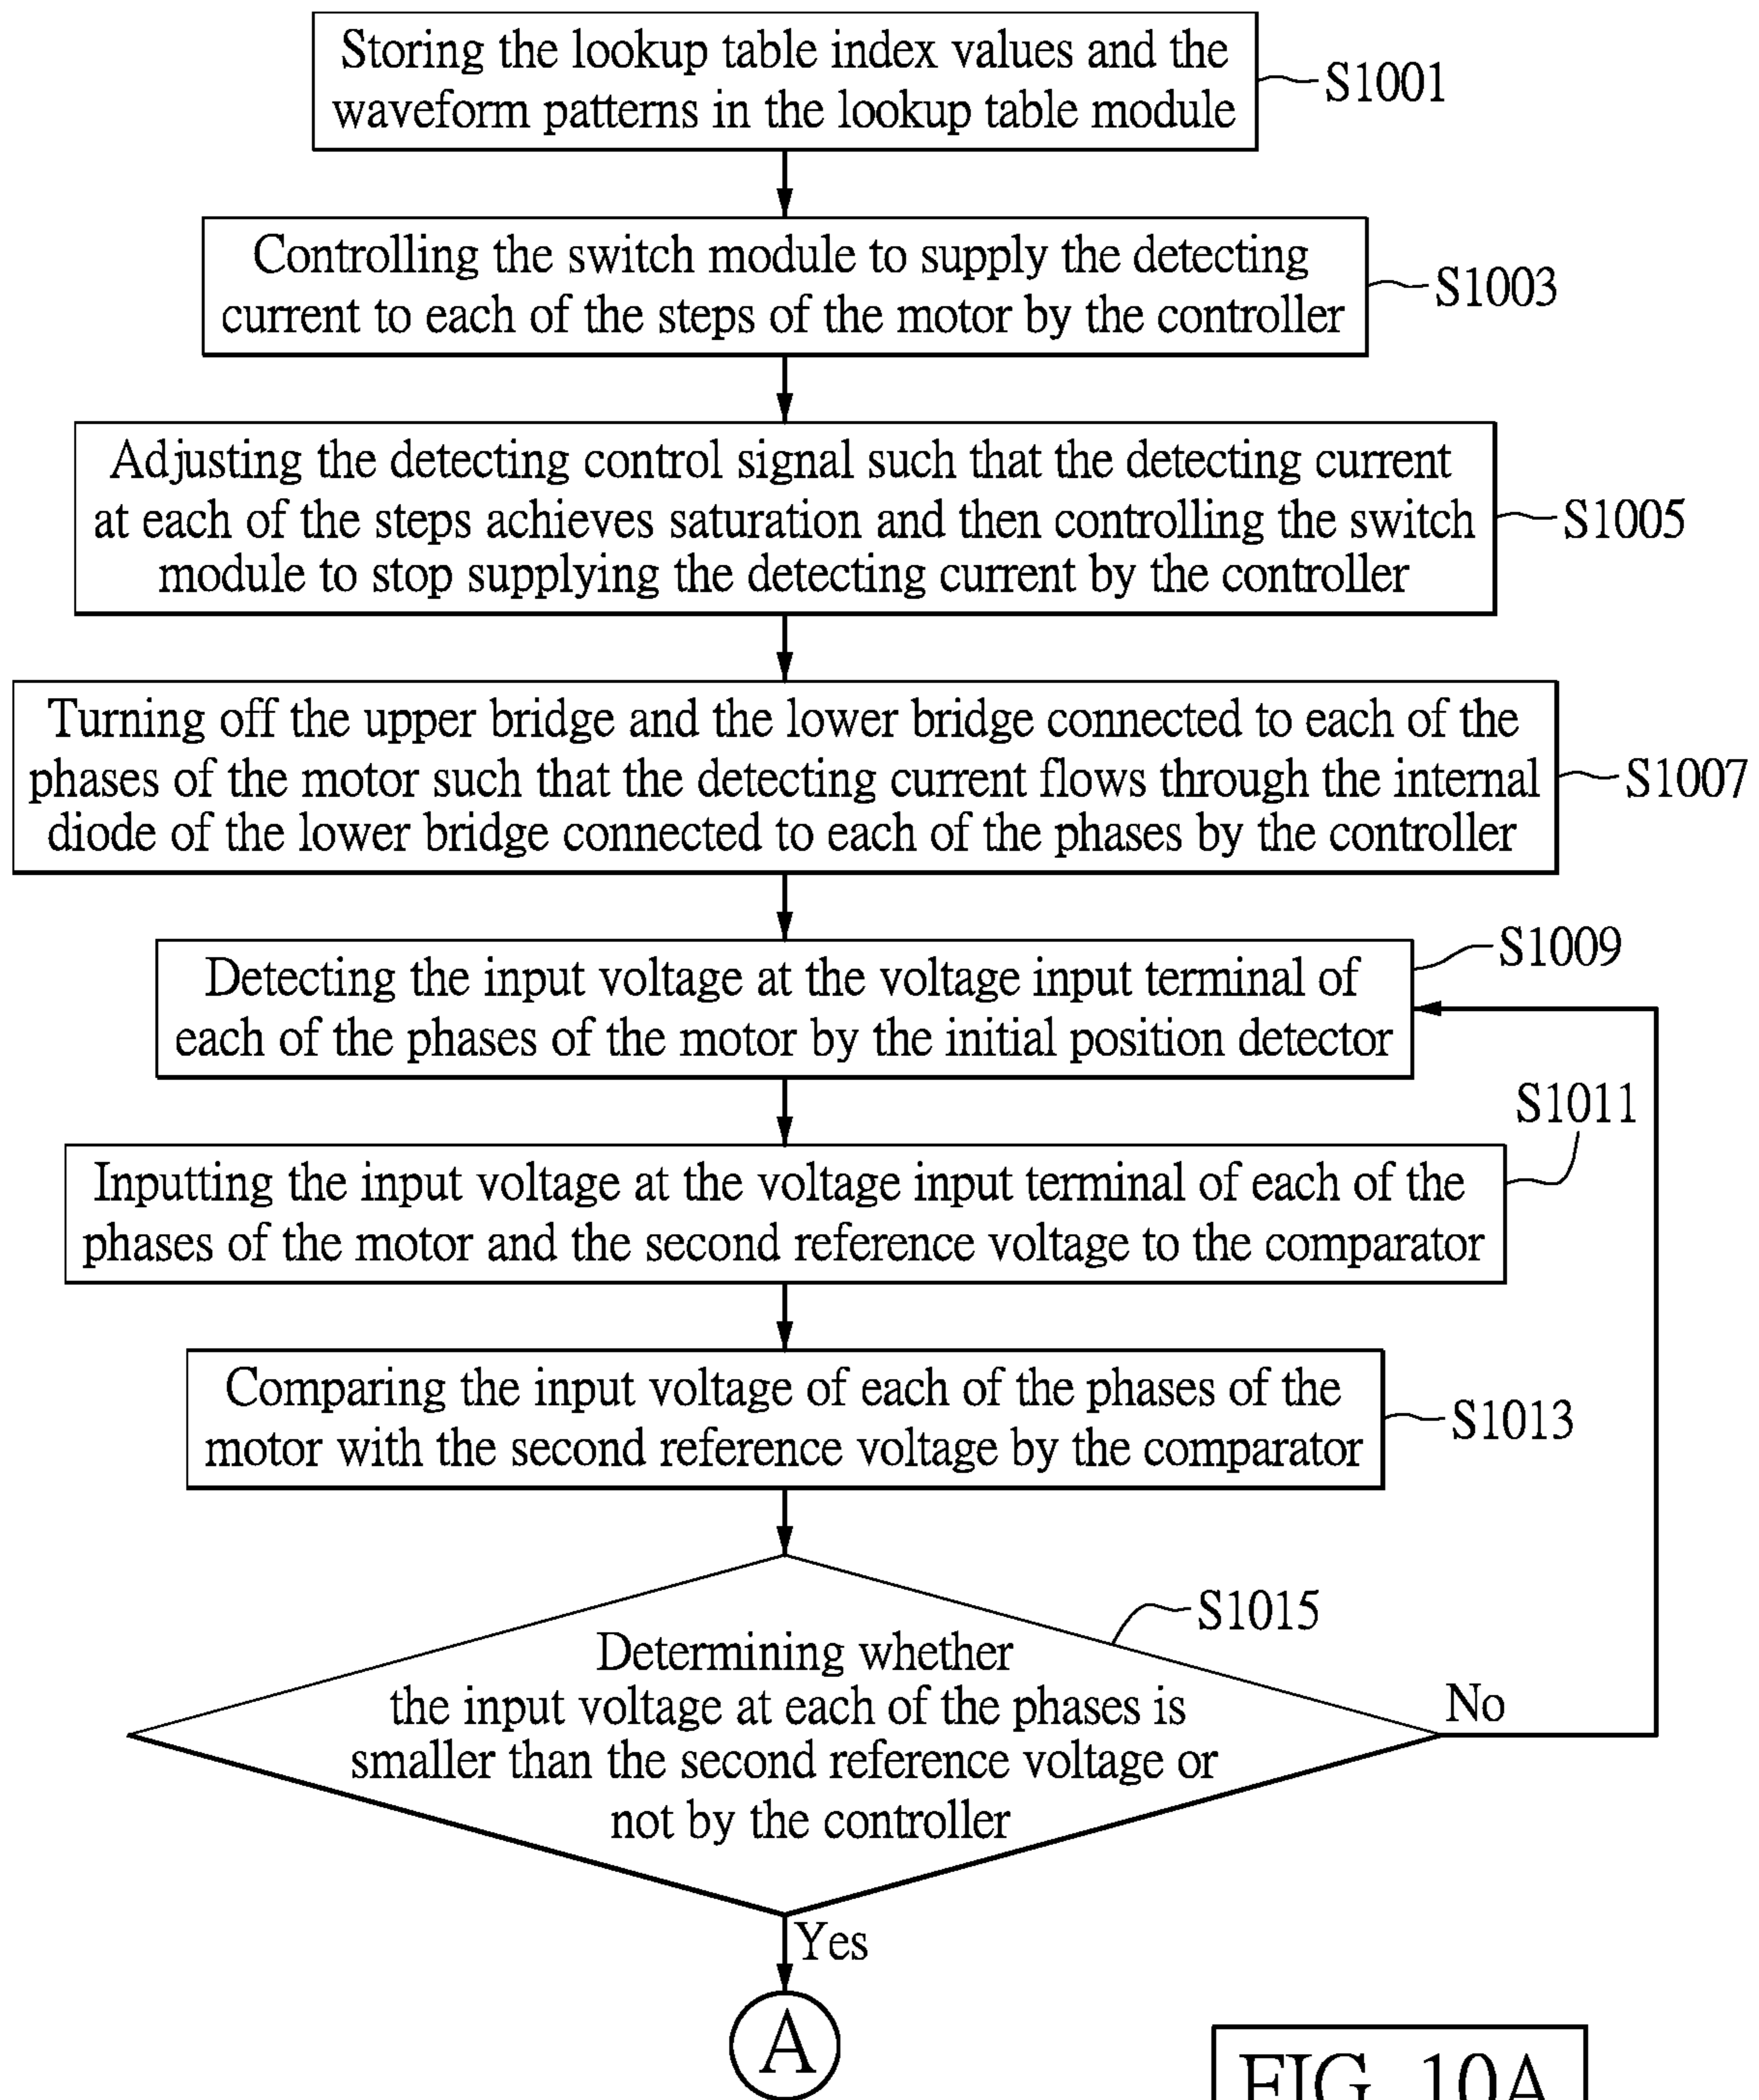 Storing the lookup table index values and the
waveform patterns in the lookup table module
S1001
Controlling the switch module to supply the detecting
current to each of the steps of the motor by the controller
S1003
Adjusting the detecting control signal such that the detecting current
at each of the steps achieves saturation and then controlling the switch
module to stop supplying the detecting current by the controller
S1005
Turning off the upper bridge and the lower bridge connected to each of the
phases of the motor such that the detecting current flows through the internal
diode of the lower bridge connected to each of the phases by the controller
S1007
Detecting the input voltage at the voltage input terminal of
each of the phases of the motor by the initial position detector
S1009
Inputting the input voltage at the voltage input terminal of each of the
phases of the motor and the second reference voltage to the comparator
S1011
Comparing the input voltage of each of the phases of the
motor with the second reference voltage by the comparator
S1013
Determining whether
the input voltage at each of the phases is
smaller than the second reference voltage or
not by the controller
S1015
No
Yes
A
FIG. 10A